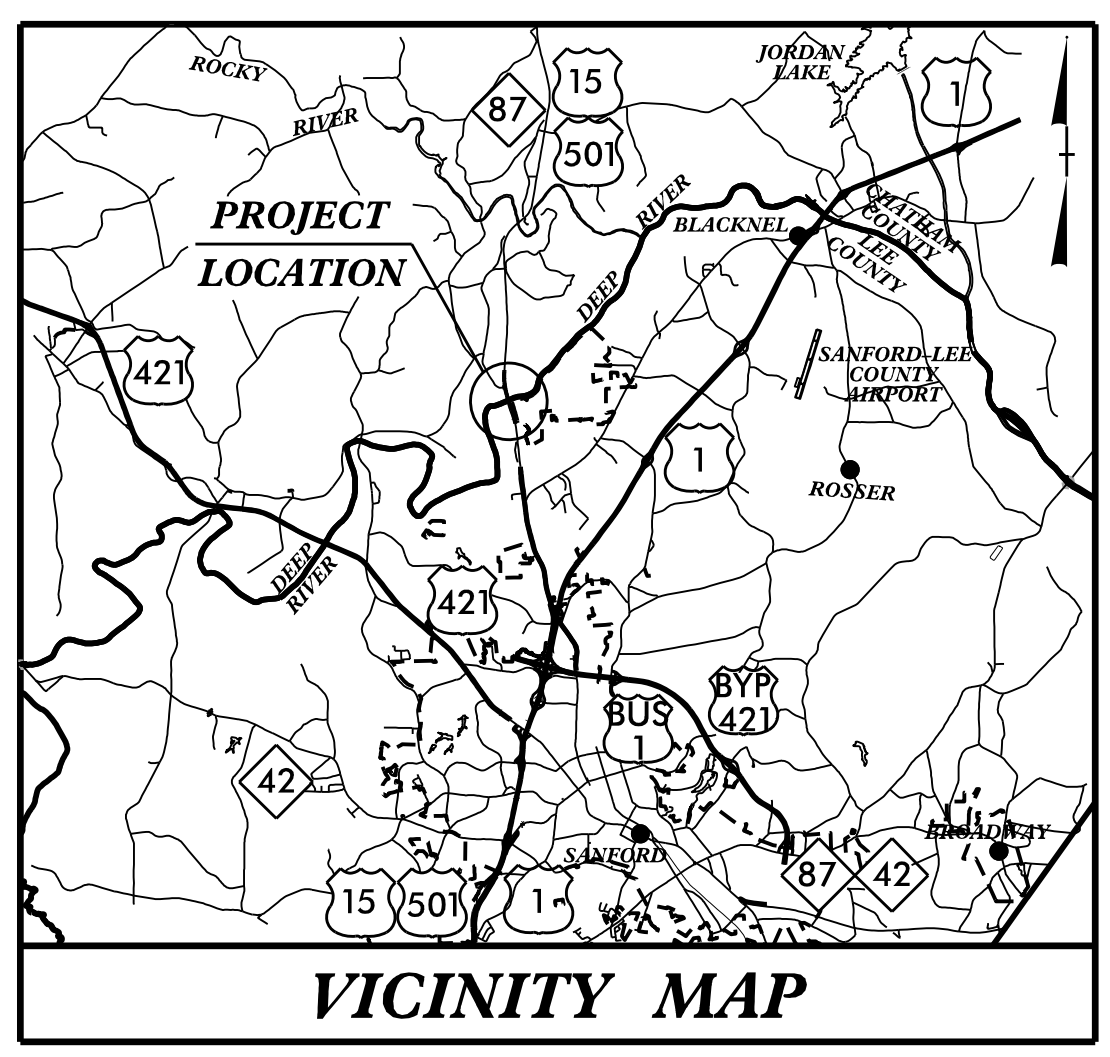 ROCKY
RIVER
87
15
501
JORDAN
LAKE
1
PROJECT
LOCATION
RIVER
DEEP
BLACKNEL
CHATHAM
COUNTY
LEE
COUNTY
421
SANFORD-LEE
COUNTY
AIRPORT
1
ROSSER
DEEP
RIVER
421
BYP
421
BUS
1
42
SANFORD
BROADWAY
87
42
15
501
1
VICINITY MAP